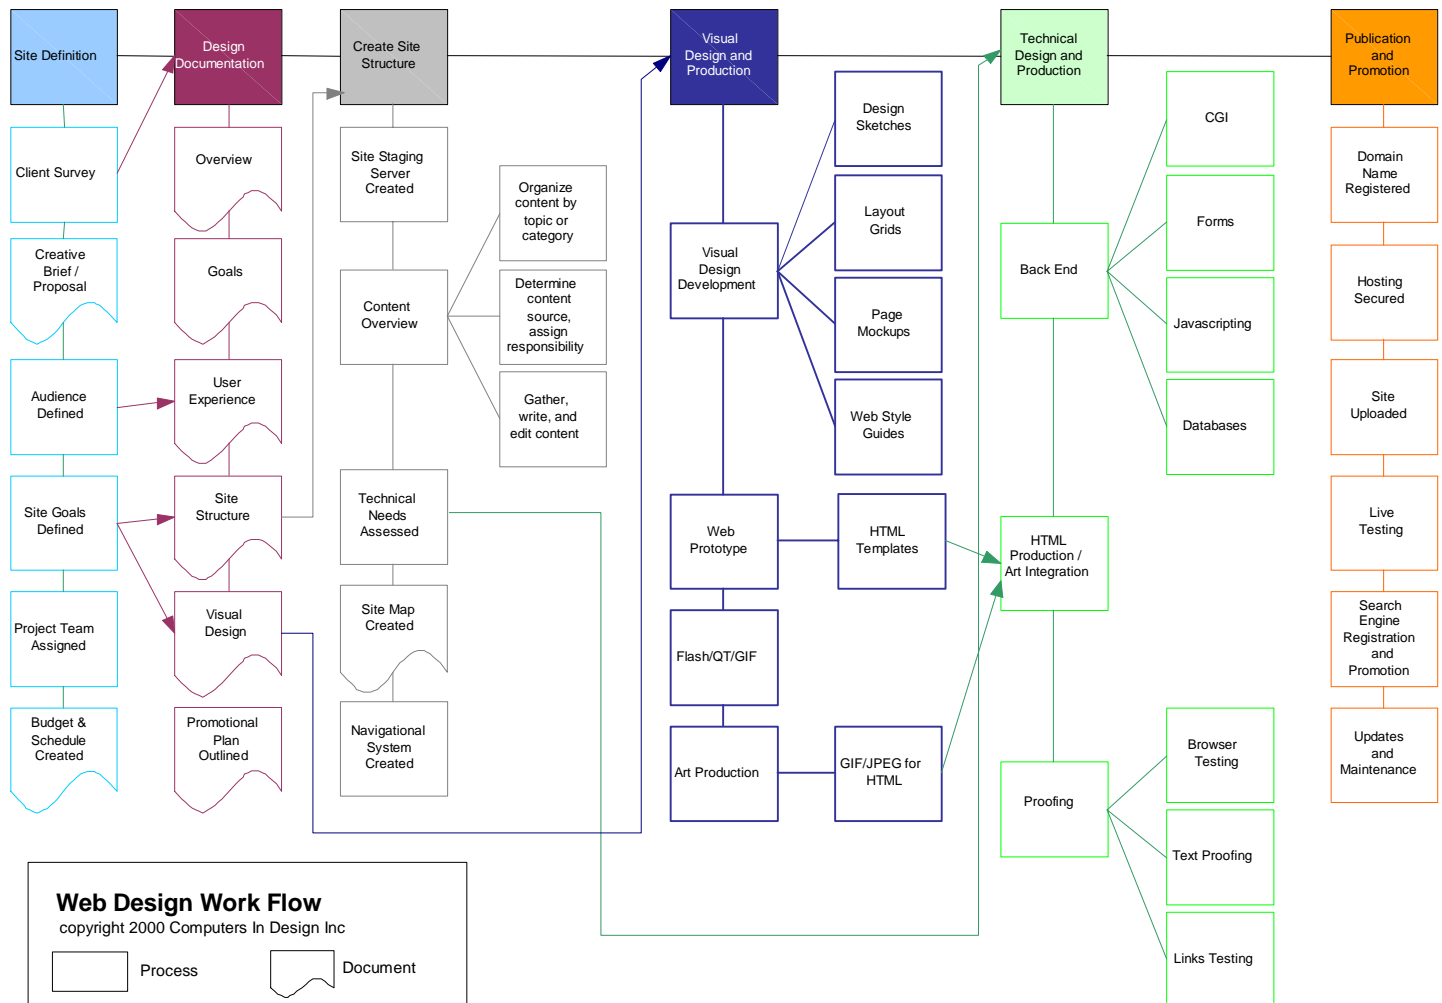 Site Definition
Design
Documentation
Create Site
Structure
Visual
Design and
Production
Technical
Design and
Production
Publication
and
Promotion
Client Survey
Creative
Brief /
Proposal
Audience
Defined
Site Goals
Defined
Project Team
Assigned
Budget &
Schedule
Created
Overview
Goals
User
Experience
Site
Structure
Visual
Design
Promotional
Plan
Outlined
Site Staging
Server
Created
Content
Overview
Organize
content by
topic or
category
Determine
content
source,
assign
responsibility
Gather,
write, and
edit content
Technical
Needs
Assessed
Site Map
Created
Navigational
System
Created
Visual
Design
Development
Design
Sketches
Layout
Grids
Page
Mockups
Web Style
Guides
Web
Prototype
HTML
Templates
Flash/QT/GIF
Art Production
GIF/JPEG for
HTML
Back End
CGI
Forms
Javascripting
Databases
HTML
Production /
Art Integration
Proofing
Browser
Testing
Text Proofing
Links Testing
Domain
Name
Registered
Hosting
Secured
Site
Uploaded
Live
Testing
Search
Engine
Registration
and
Promotion
Updates
and
Maintenance
Web Design Work Flow
copyright 2000 Computers In Design Inc
Process
Document